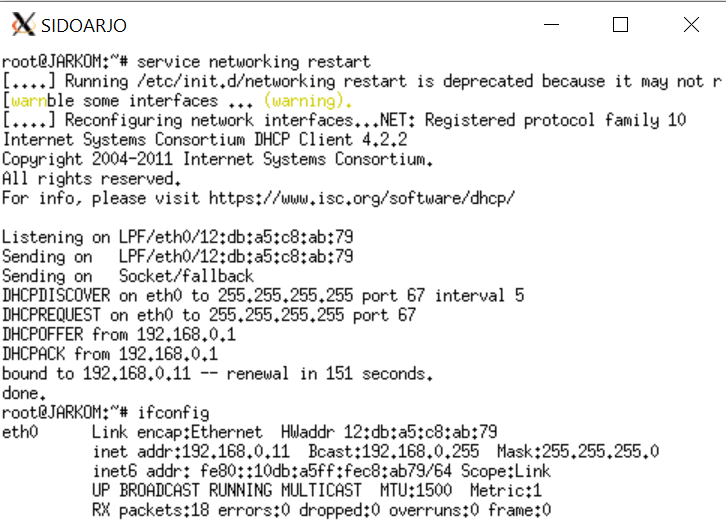 SIDOARJO
root@JARKOM:~# service networking restart
[....] Running /etc/init.d/networking restart is deprecated because it may not r
[warnble some interfaces ... (warning).
[....] Reconfiguring network interfaces...NET: Registered protocol family 10
Internet Systems Consortium DHCP Client 4.2.2
Copyright 2004-2011 Internet Systems Consortium.
All rights reserved.
For info, please visit https://www.isc.org/software/dhcp/
Listening on LPF/eth0/12:db:a5:c8:ab:79
Sending on   LPF/eth0/12:db:a5:c8:ab:79
Sending on   Socket/fallback
DHCPDISCOVER on eth0 to 255.255.255.255 port 67 interval 5
DHCPREQUEST on eth0 to 255.255.255.255 port 67
DHCPOFFER from 192.168.0.1
DHCPACK from 192.168.0.1
bound to 192.168.0.11 -- renewal in 151 seconds.
done.
root@JARKOM:~# ifconfig
eth0      Link encap:Ethernet  HWaddr 12:db:a5:c8:ab:79
          inet addr:192.168.0.11  Bcast:192.168.0.255  Mask:255.255.255.0
          inet6 addr: fe80::10db:a5ff:fec8:ab79/64 Scope:Link
          UP BROADCAST RUNNING MULTICAST  MTU:1500  Metric:1
          RX packets:18 errors:0 dropped:0 overruns:0 frame:0